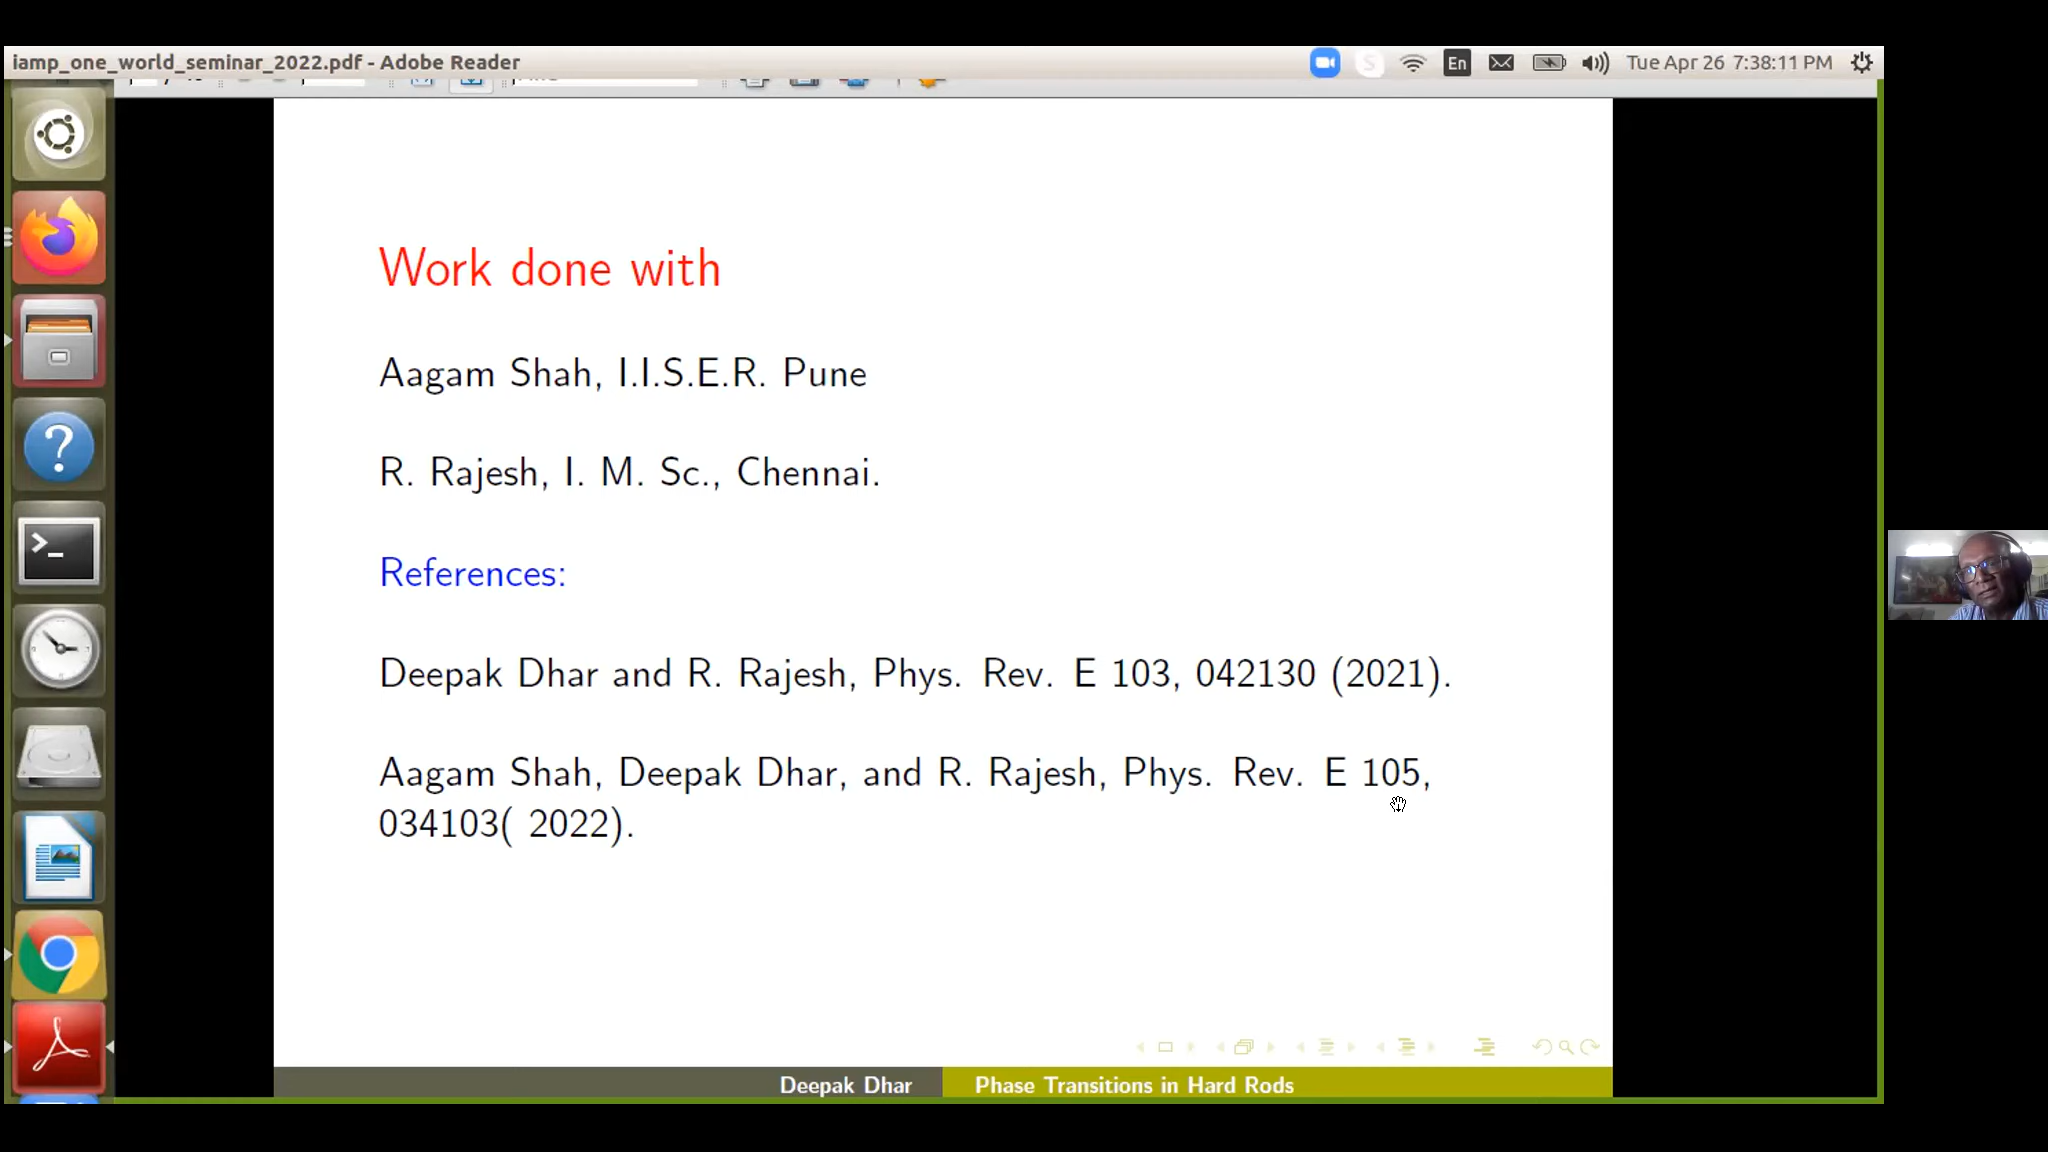 iamp_one_world_seminar_2022.pdf - Adobe Reader
En
Tue Apr 26 7:38:11 PM
Work done with
Aagam Shah, I.I.S.E.R. Pune
R. Rajesh, I. M. Sc., Chennai.
References:
Deepak Dhar and R. Rajesh, Phys. Rev. E 103, 042130 (2021).
Aagam Shah, Deepak Dhar, and R. Rajesh, Phys. Rev. E 105,
034103( 2022).
Deepak Dhar
Phase Transitions in Hard Rods